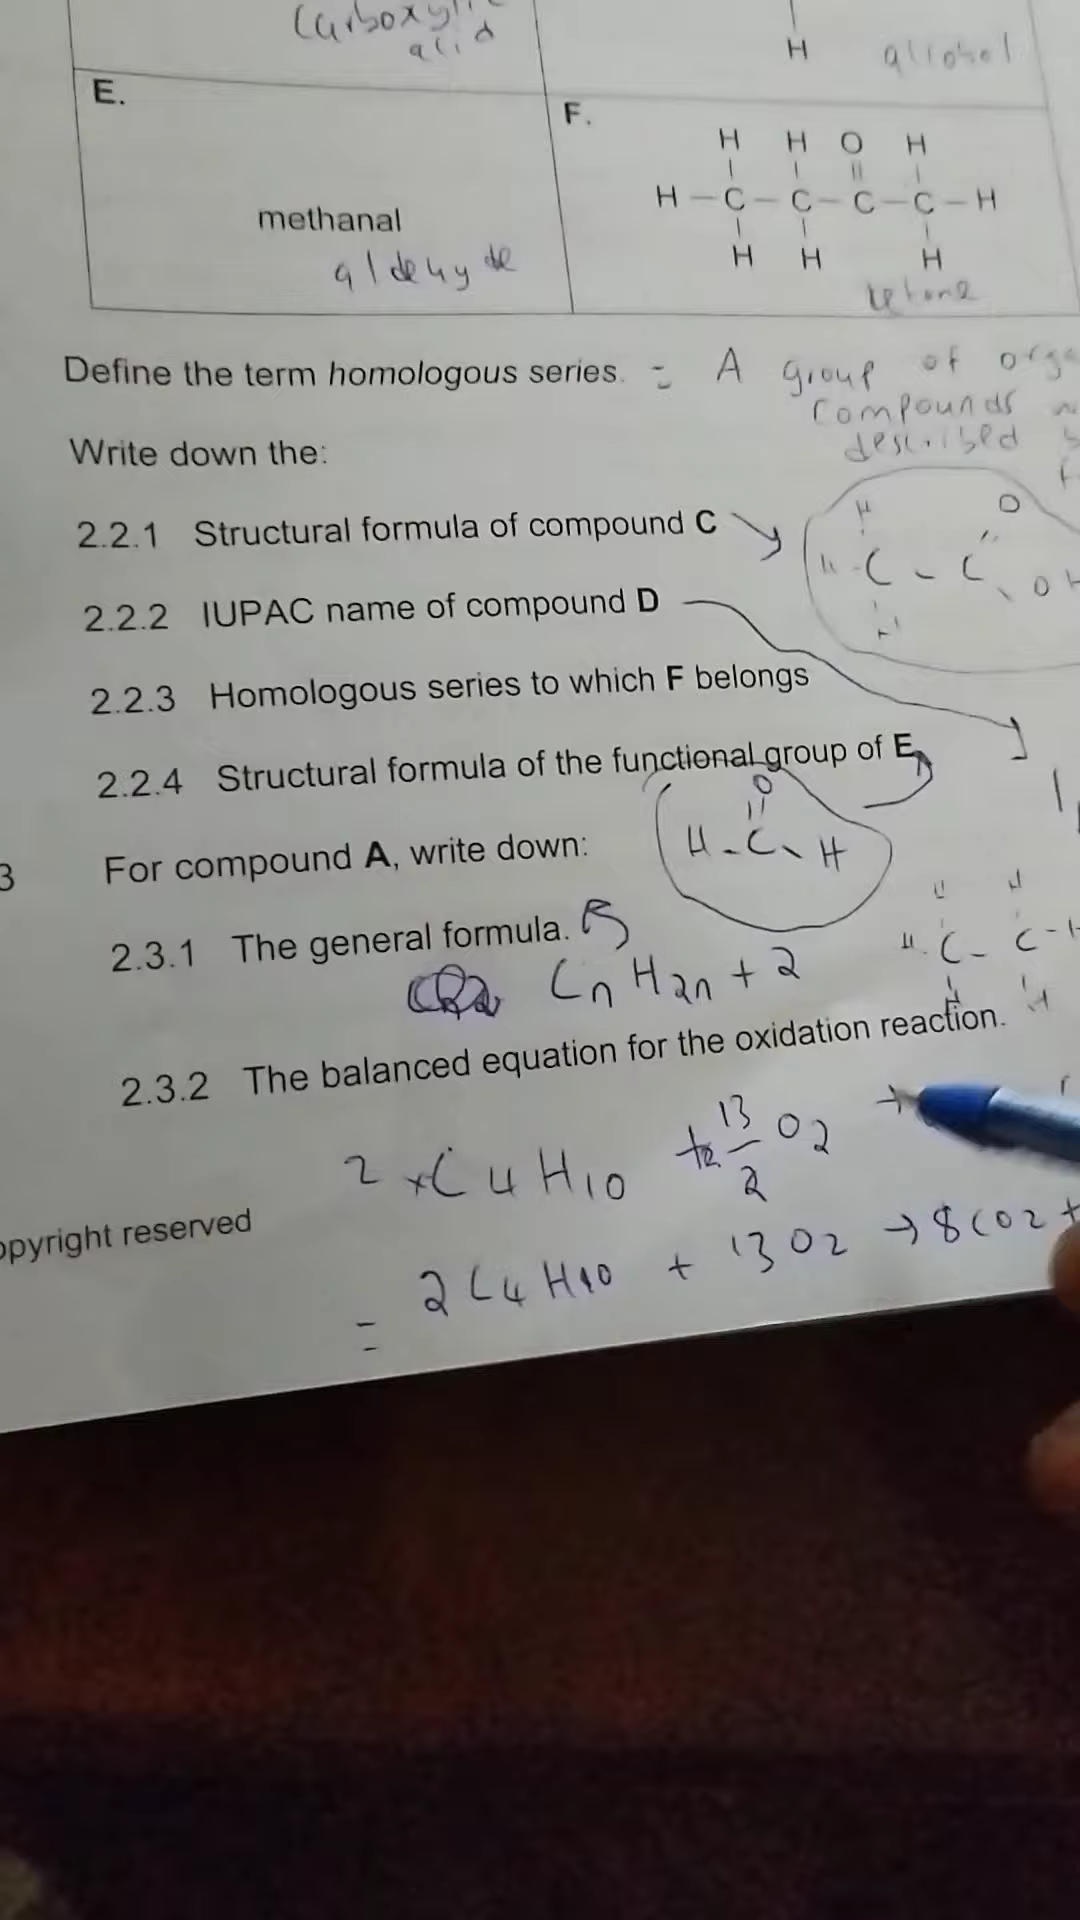 Carboxylic
acid
H
alcohol
E.
methanal
aldehyde
F.
H H O H
H – C – C – C – C – H
H H H
ketone
Define the term homologous series. = A group of orga
compounds
described
Write down the:
2.2.1 Structural formula of compound C
H O
H - C - C OH
H
2.2.2 IUPAC name of compound D
2.2.3 Homologous series to which F belongs
2.2.4 Structural formula of the functional group of E
O
H - C - H
3 For compound A, write down:
2.3.1 The general formula.
CnH2n + 2
H H
H - C - C - H
H H
2.3.2 The balanced equation for the oxidation reaction.
2 x C4H10 + 13/2 O2 →
opyright reserved
= 2C4H10 + 13O2 → 8CO2 +